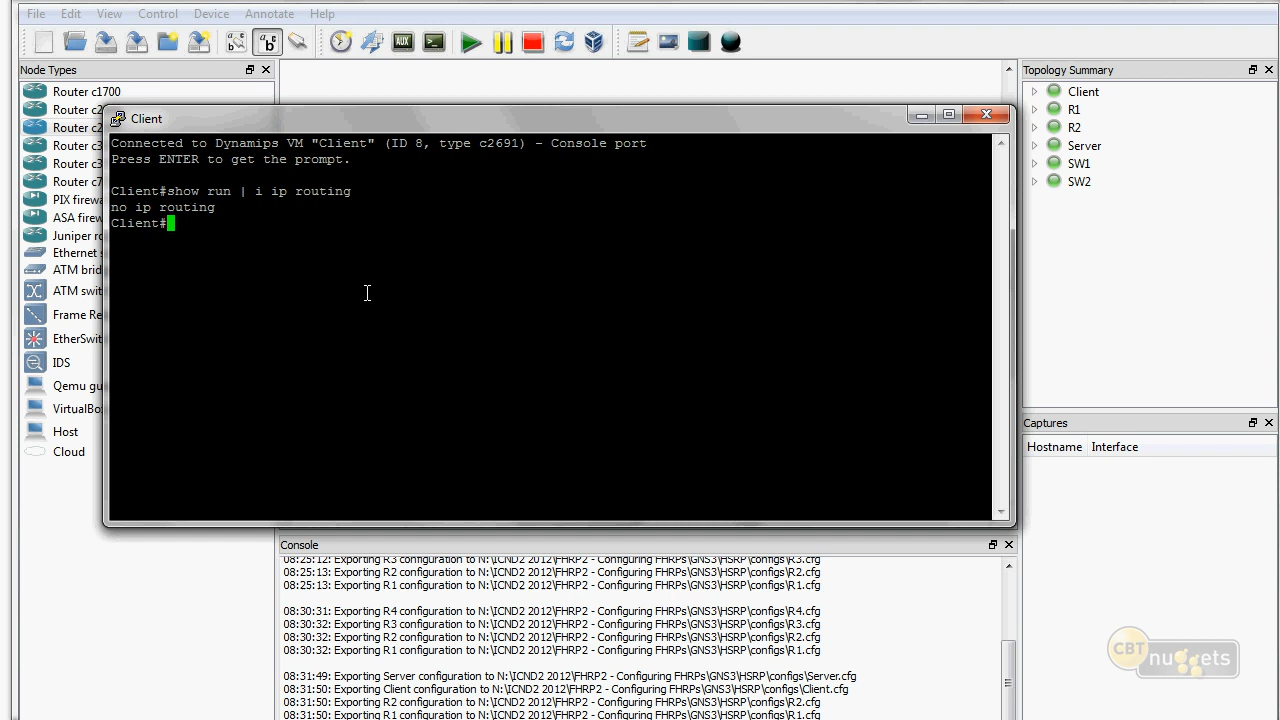 File Edit View Control Device Annotate Help
AUX
Node Types
Router c1700
Router c2
Router c2
Router c3
Router c3
Router c7
PIX firewa
ASA firew
Juniper ro
Ethernet s
ATM brid
ATM swit
Frame Re
EtherSwit
IDS
Qemu gu
VirtualBo
Host
Cloud
Client
Connected to Dynamips VM "Client" (ID 8, type c2691) - Console port
Press ENTER to get the prompt.
Client#show run | i ip routing
no ip routing
Client#
Topology Summary
Client
R1
R2
Server
SW1
SW2
Captures
Hostname Interface
Console
08:25:12: Exporting R3 configuration to N:\ICND2 2012\FHRP2 - Configuring FHRPs\GNS3\HSRP\configs\R3.cfg
08:25:13: Exporting R2 configuration to N:\ICND2 2012\FHRP2 - Configuring FHRPs\GNS3\HSRP\configs\R2.cfg
08:25:13: Exporting R1 configuration to N:\ICND2 2012\FHRP2 - Configuring FHRPs\GNS3\HSRP\configs\R1.cfg
08:30:31: Exporting R4 configuration to N:\ICND2 2012\FHRP2 - Configuring FHRPs\GNS3\HSRP\configs\R4.cfg
08:30:32: Exporting R3 configuration to N:\ICND2 2012\FHRP2 - Configuring FHRPs\GNS3\HSRP\configs\R3.cfg
08:30:32: Exporting R2 configuration to N:\ICND2 2012\FHRP2 - Configuring FHRPs\GNS3\HSRP\configs\R2.cfg
08:30:32: Exporting R1 configuration to N:\ICND2 2012\FHRP2 - Configuring FHRPs\GNS3\HSRP\configs\R1.cfg
08:31:49: Exporting Server configuration to N:\ICND2 2012\FHRP2 - Configuring FHRPs\GNS3\HSRP\configs\Server.cfg
08:31:50: Exporting Client configuration to N:\ICND2 2012\FHRP2 - Configuring FHRPs\GNS3\HSRP\configs\Client.cfg
08:31:50: Exporting R2 configuration to N:\ICND2 2012\FHRP2 - Configuring FHRPs\GNS3\HSRP\configs\R2.cfg
08:31:50: Exporting R1 configuration to N:\ICND2 2012\FHRP2 - Configuring FHRPs\GNS3\HSRP\configs\R1.cfg
CBT nuggets